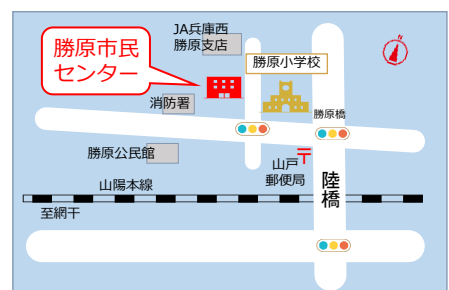 JA兵庫西
勝原支店
勝原市民
センター
勝原小学校
消防署
勝原橋
勝原公民館
山戸
郵便局
陸橋
山陽本線
至網干